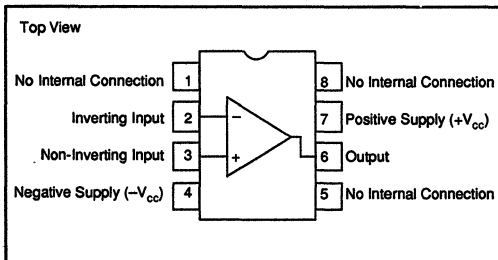 Top View
No Internal Connection 1 8 No Internal Connection
Inverting Input 2 − 7 Positive Supply (+Vcc)
Non-Inverting Input 3 + 6 Output
Negative Supply (−Vcc) 4 5 No Internal Connection